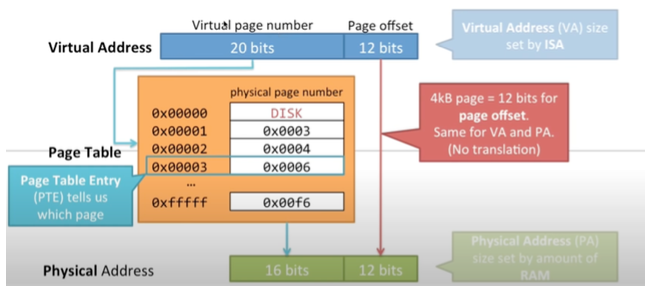 Virtual page number
Page offset
Virtual Address
20 bits
12 bits
Virtual Address (VA) size
set by ISA
physical page number
0x00000
DISK
0x00001
0x0003
0x00002
0x0004
0x00003
0x0006
...
0xfffff
0x00f6
Page Table
Page Table Entry
(PTE) tells us
which page
4kB page = 12 bits for
page offset.
Same for VA and PA.
(No translation)
Physical Address
16 bits
12 bits
Physical Address (PA)
size set by amount of
RAM